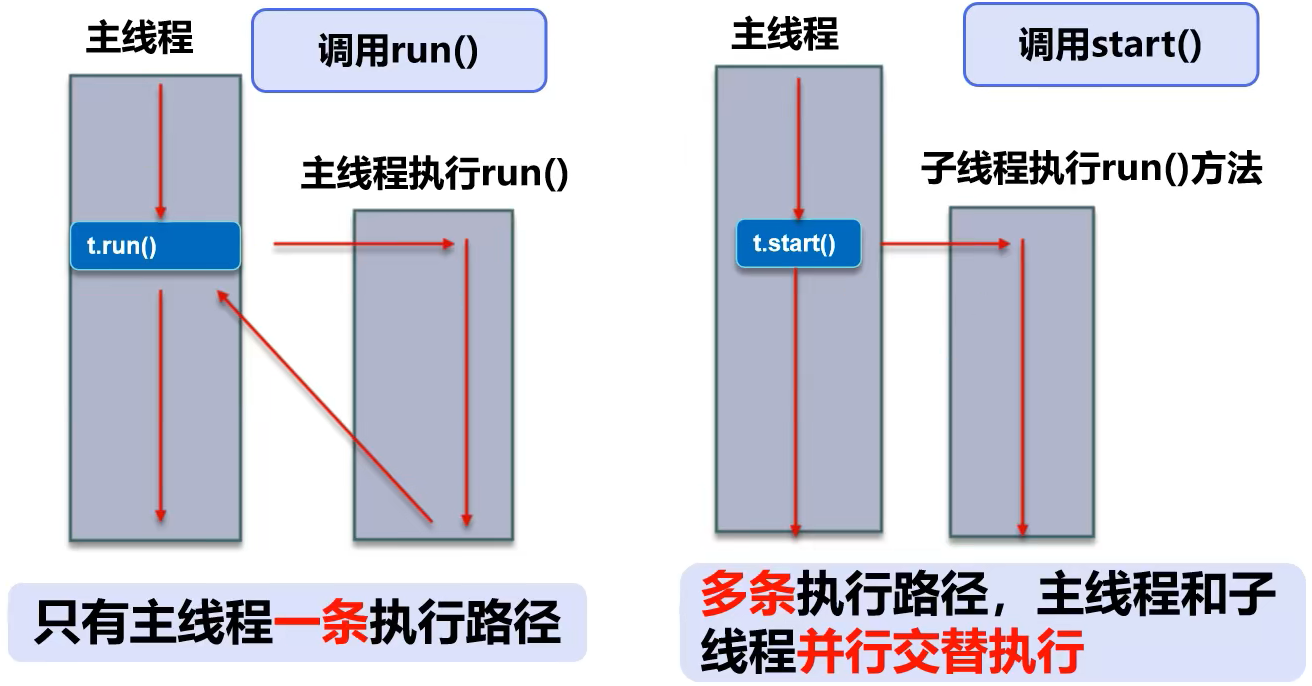 主线程
调用run()
主线程执行run()
t.run()
只有主线程一条执行路径
主线程
调用start()
子线程执行run()方法
t.start()
多条执行路径，主线程和子
线程并行交替执行